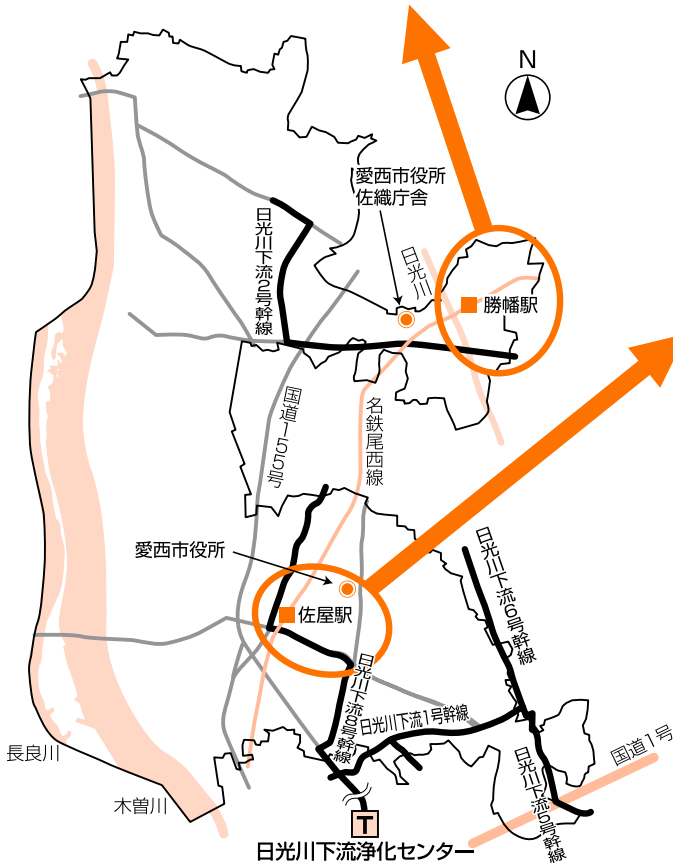 N
愛西市役所
佐織庁舎
日光川下流2号幹線
日光川
勝幡駅
国道155号
名鉄尾西線
愛西市役所
佐屋駅
日光川下流6号幹線
日光川下流8号幹線
日光川下流1号幹線
長良川
木曽川
国道1号
日光川下流5号幹線
T
日光川下流浄化センター